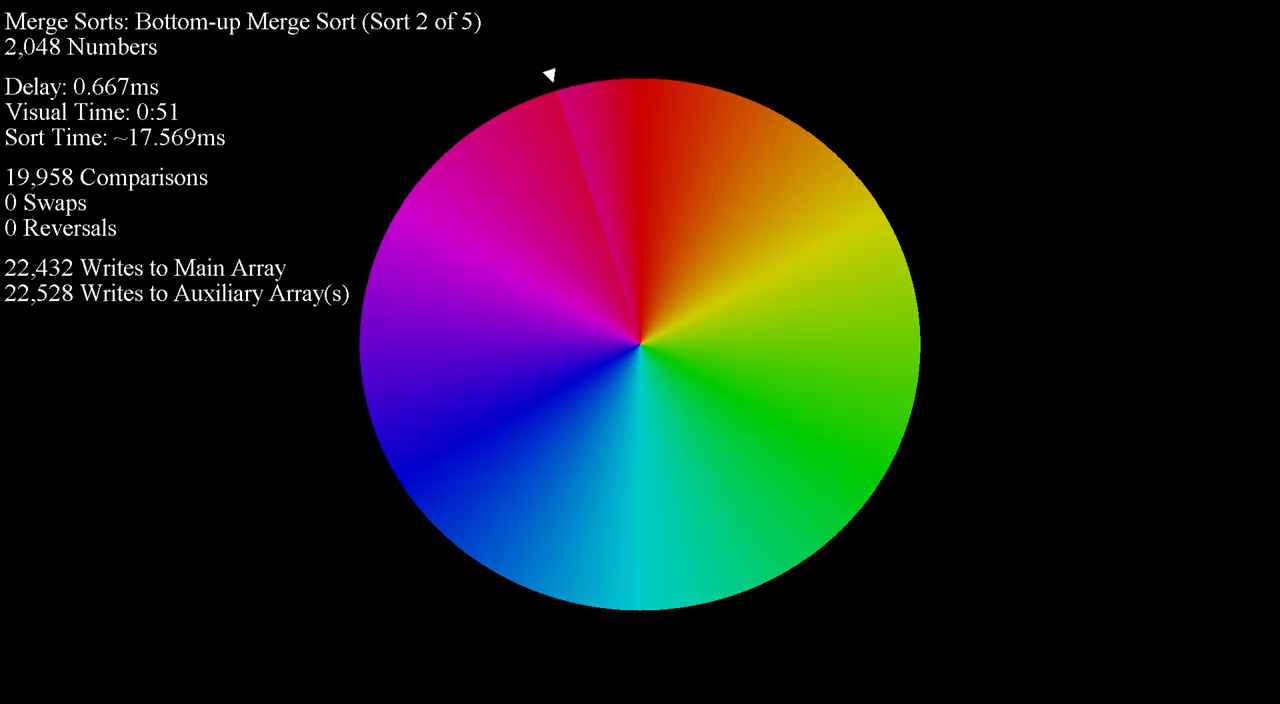 Merge Sorts: Bottom-up Merge Sort (Sort 2 of 5)
2,048 Numbers
Delay: 0.667ms
Visual Time: 0:51
Sort Time: ~17.569ms
19,958 Comparisons
0 Swaps
0 Reversals
22,432 Writes to Main Array
22,528 Writes to Auxiliary Array(s)